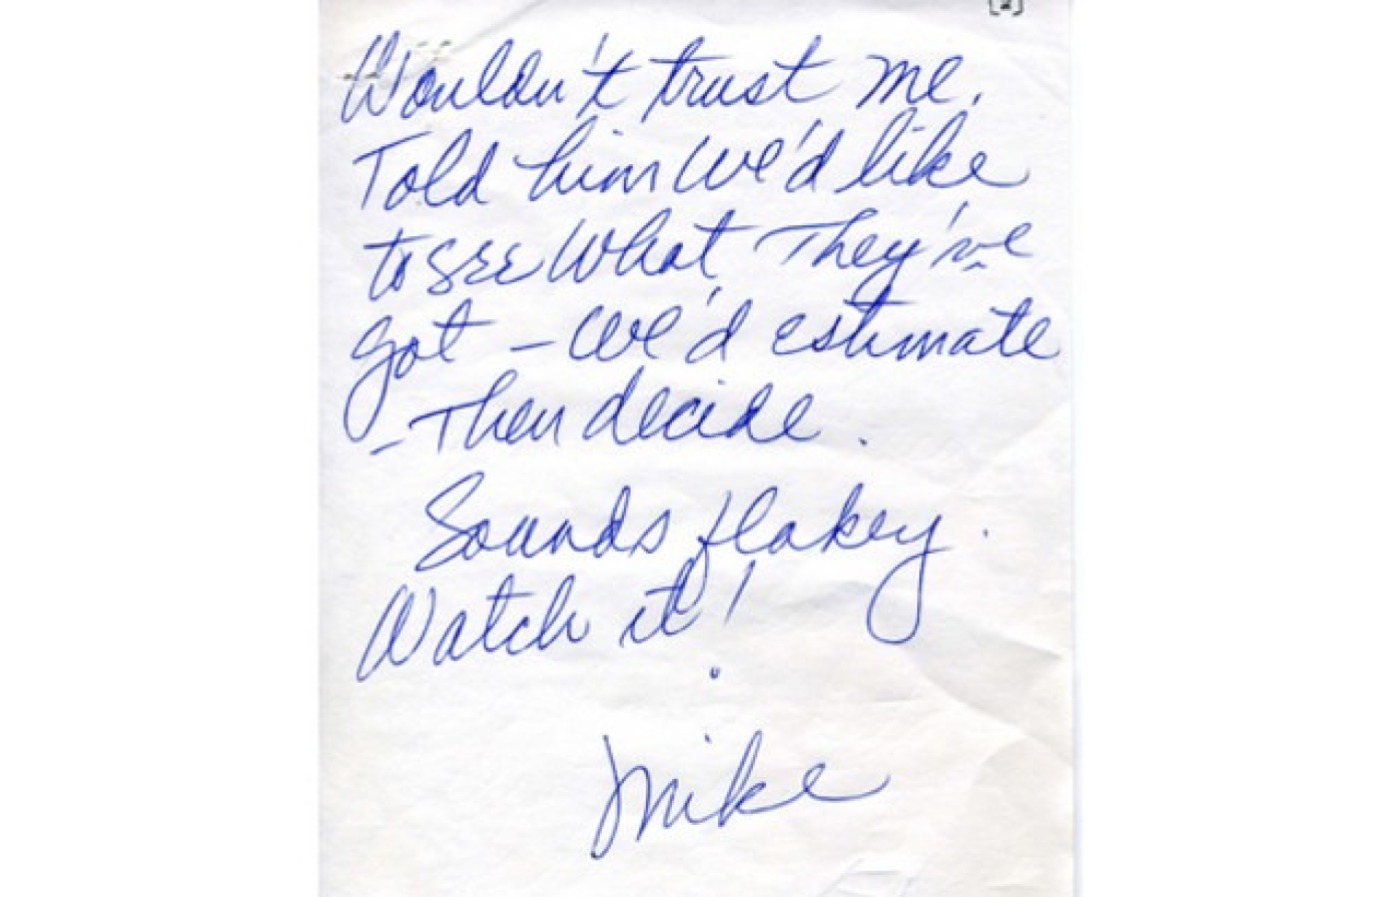 [2]
Wouldn't trust me.
Told him we'd like
to see what they've
got – we'd estimate
– then decide.
Sounds flakey.
Watch it!
Mike